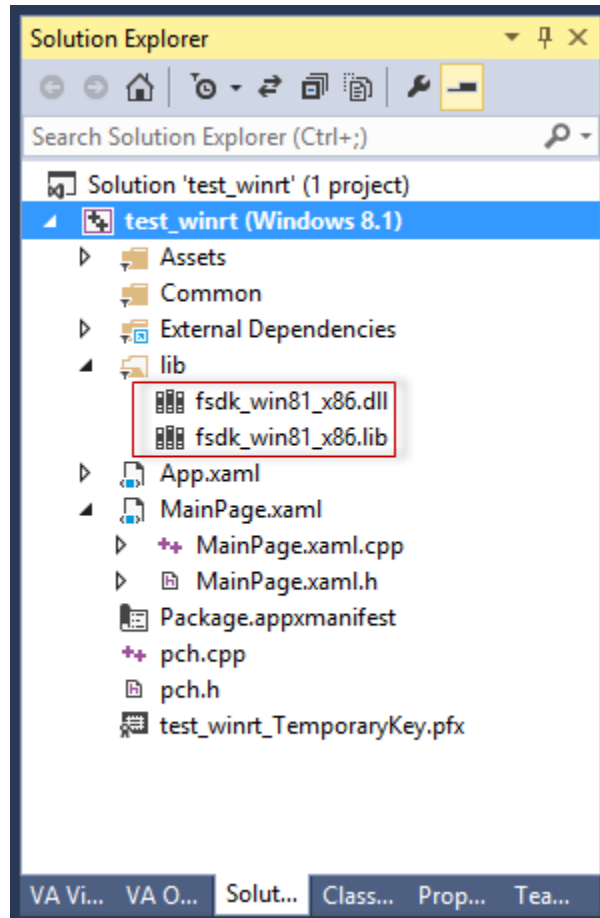 Solution Explorer
Search Solution Explorer (Ctrl+;)
Solution 'test_winrt' (1 project)
test_winrt (Windows 8.1)
Assets
Common
External Dependencies
lib
fsdk_win81_x86.dll
fsdk_win81_x86.lib
App.xaml
MainPage.xaml
MainPage.xaml.cpp
MainPage.xaml.h
Package.appxmanifest
pch.cpp
pch.h
test_winrt_TemporaryKey.pfx
VA Vi... VA O... Solut... Class... Prop... Tea...